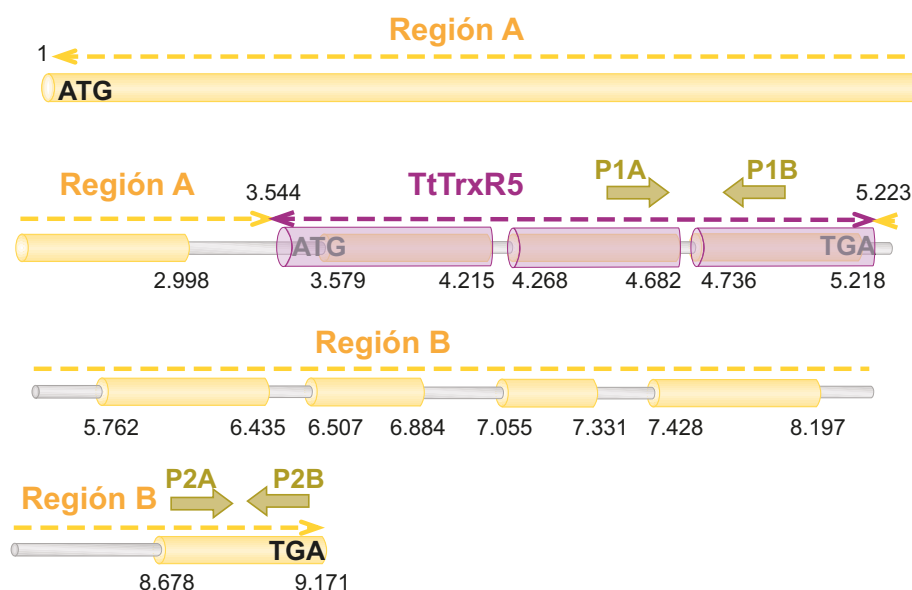 Región A
1
ATG
P1A P1B
Región A 3.544 TtTrxR5 5.223
ATG TGA
2.998 3.579 4.215 4.268 4.682 4.736 5.218
Región B
5.762 6.435 6.507 6.884 7.055 7.331 7.428 8.197
P2A P2B
Región B
TGA
8.678 9.171